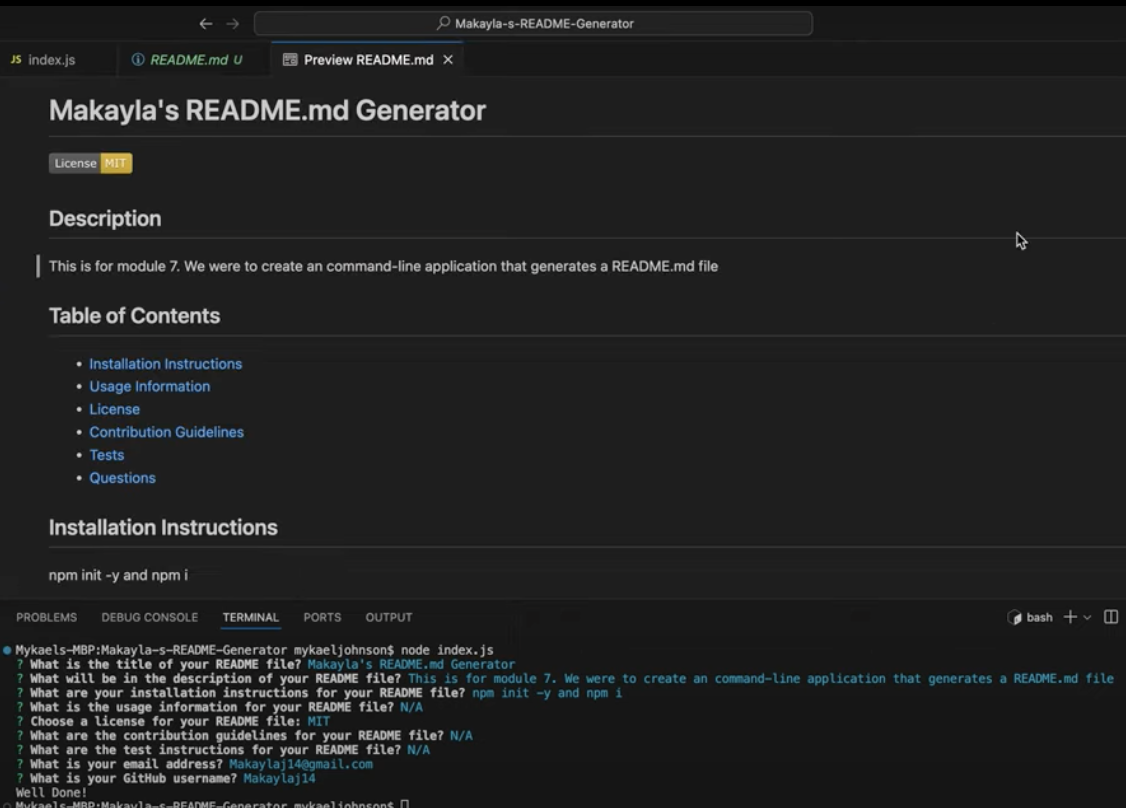 Makayla-s-README-Generator
JS index.js README.md U Preview README.md
Makayla's README.md Generator
License MIT
Description
This is for module 7. We were to create an command-line application that generates a README.md file
Table of Contents
Installation Instructions
Usage Information
License
Contribution Guidelines
Tests
Questions
Installation Instructions
npm init -y and npm i
PROBLEMS DEBUG CONSOLE TERMINAL PORTS OUTPUT bash
Mykaels-MBP:Makayla-s-README-Generator mykaeljohnson$ node index.js
? What is the title of your README file? Makayla's README.md Generator
? What will be in the description of your README file? This is for module 7. We were to create an command-line application that generates a README.md file
? What are your installation instructions for your README file? npm init -y and npm i
? What is the usage information for your README file? N/A
? Choose a license for your README file: MIT
? What are the contribution guidelines for your README file? N/A
? What are the test instructions for your README file? N/A
? What is your email address? Makaylaj14@gmail.com
? What is your GitHub username? Makaylaj14
Well Done!
Mykaels-MBP:Makayla-s-README-Generator mykaeljohnson$